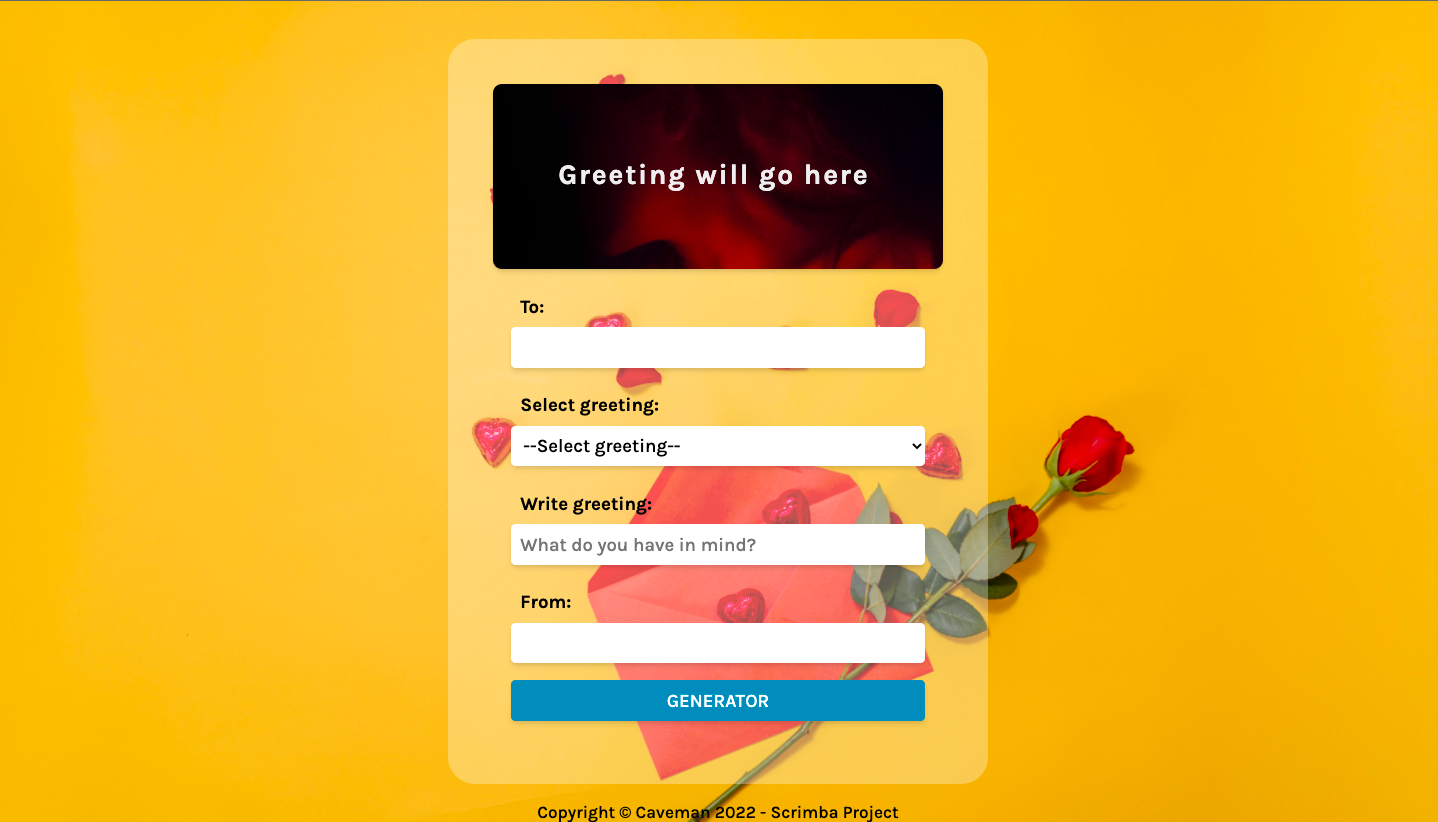 Greeting will go here
To:
Select greeting:
--Select greeting--
Write greeting:
What do you have in mind?
From:
GENERATOR
Copyright © Caveman 2022 - Scrimba Project